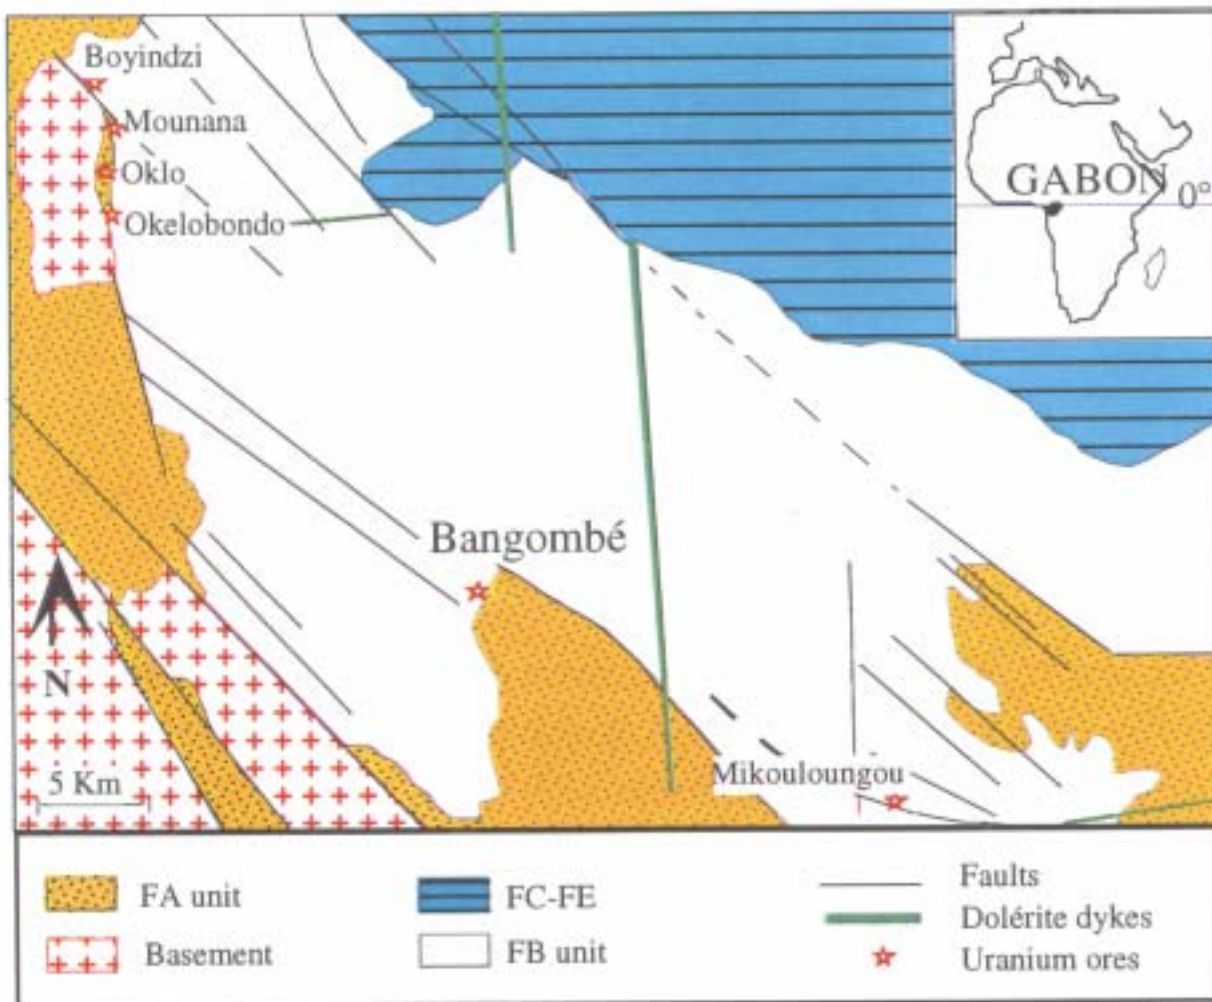 Boyindzi
Mounana
Oklo
Okelobondo
GABON
0°
Bangombé
N
5 Km
Mikouloungou
FA unit
FC-FE
Faults
Dolérite dykes
Basement
FB unit
Uranium ores